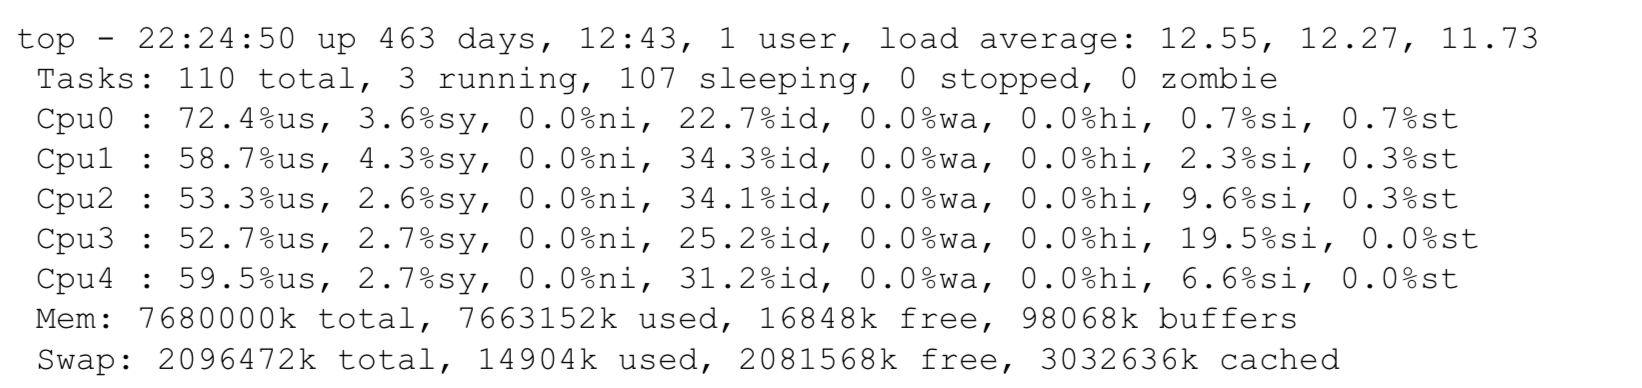 top - 22:24:50 up 463 days, 12:43, 1 user, load average: 12.55, 12.27, 11.73
Tasks: 110 total, 3 running, 107 sleeping, 0 stopped, 0 zombie
Cpu0 : 72.4%us, 3.6%sy, 0.0%ni, 22.7%id, 0.0%wa, 0.0%hi, 0.7%si, 0.7%st
Cpu1 : 58.7%us, 4.3%sy, 0.0%ni, 34.3%id, 0.0%wa, 0.0%hi, 2.3%si, 0.3%st
Cpu2 : 53.3%us, 2.6%sy, 0.0%ni, 34.1%id, 0.0%wa, 0.0%hi, 9.6%si, 0.3%st
Cpu3 : 52.7%us, 2.7%sy, 0.0%ni, 25.2%id, 0.0%wa, 0.0%hi, 19.5%si, 0.0%st
Cpu4 : 59.5%us, 2.7%sy, 0.0%ni, 31.2%id, 0.0%wa, 0.0%hi, 6.6%si, 0.0%st
Mem: 7680000k total, 7663152k used, 16848k free, 98068k buffers
Swap: 2096472k total, 14904k used, 2081568k free, 3032636k cached